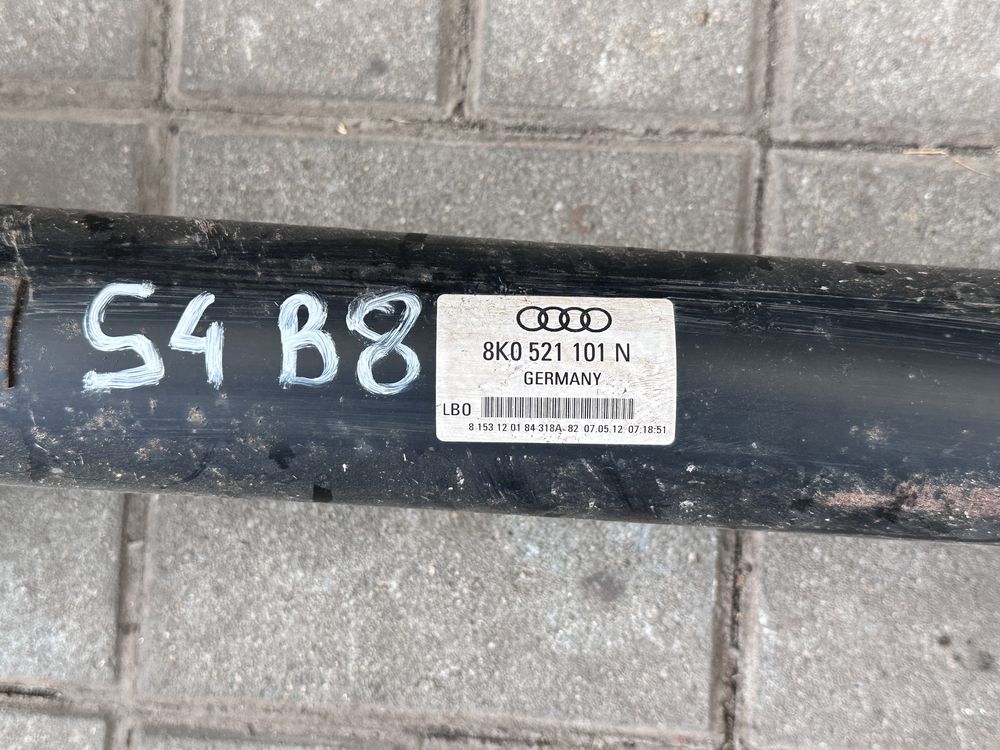 S4 B8
8K0 521 101 N
GERMANY
LBO
8 153 12 01 84 318A- 82 07.05.12 07.18:51